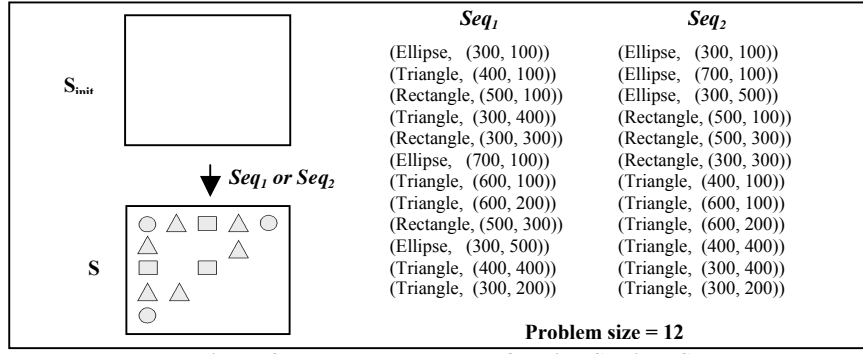 Seq1 Seq2
Sinit
(Ellipse, (300, 100)) (Ellipse, (300, 100))
(Triangle, (400, 100)) (Ellipse, (700, 100))
(Rectangle, (500, 100)) (Ellipse, (300, 500))
(Triangle, (300, 400)) (Rectangle, (500, 100))
(Rectangle, (300, 300)) (Rectangle, (500, 300))
(Ellipse, (700, 100)) (Rectangle, (300, 300))
Seq1 or Seq2
(Triangle, (600, 100)) (Triangle, (400, 100))
(Triangle, (600, 200)) (Triangle, (600, 100))
(Rectangle, (500, 300)) (Triangle, (600, 200))
(Ellipse, (300, 500)) (Triangle, (400, 400))
S
(Triangle, (400, 400)) (Triangle, (300, 400))
(Triangle, (300, 200)) (Triangle, (300, 200))
Problem size = 12